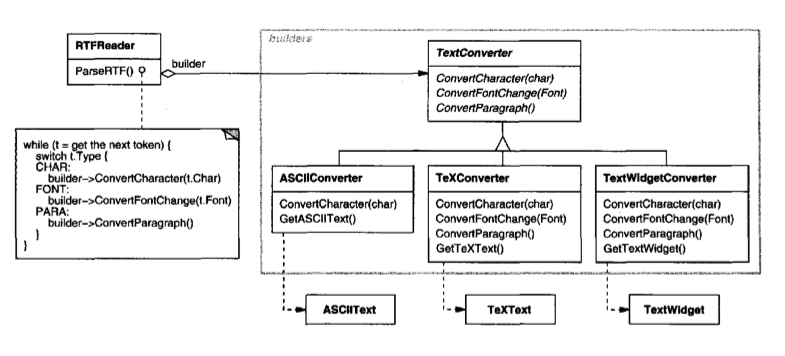 builders
RTFReader
ParseRTF()
builder
TextConverter
ConvertCharacter(char)
ConvertFontChange(Font)
ConvertParagraph()
while (t = get the next token) {
switch t.Type {
CHAR:
builder->ConvertCharacter(t.Char)
FONT:
builder->ConvertFontChange(t.Font)
PARA:
builder->ConvertParagraph()
}
}
ASCIIConverter
ConvertCharacter(char)
GetASCIIText()
TeXConverter
ConvertCharacter(char)
ConvertFontChange(Font)
ConvertParagraph()
GetTeXText()
TextWidgetConverter
ConvertCharacter(char)
ConvertFontChange(Font)
ConvertParagraph()
GetTextWidget()
ASCIIText
TeXText
TextWidget